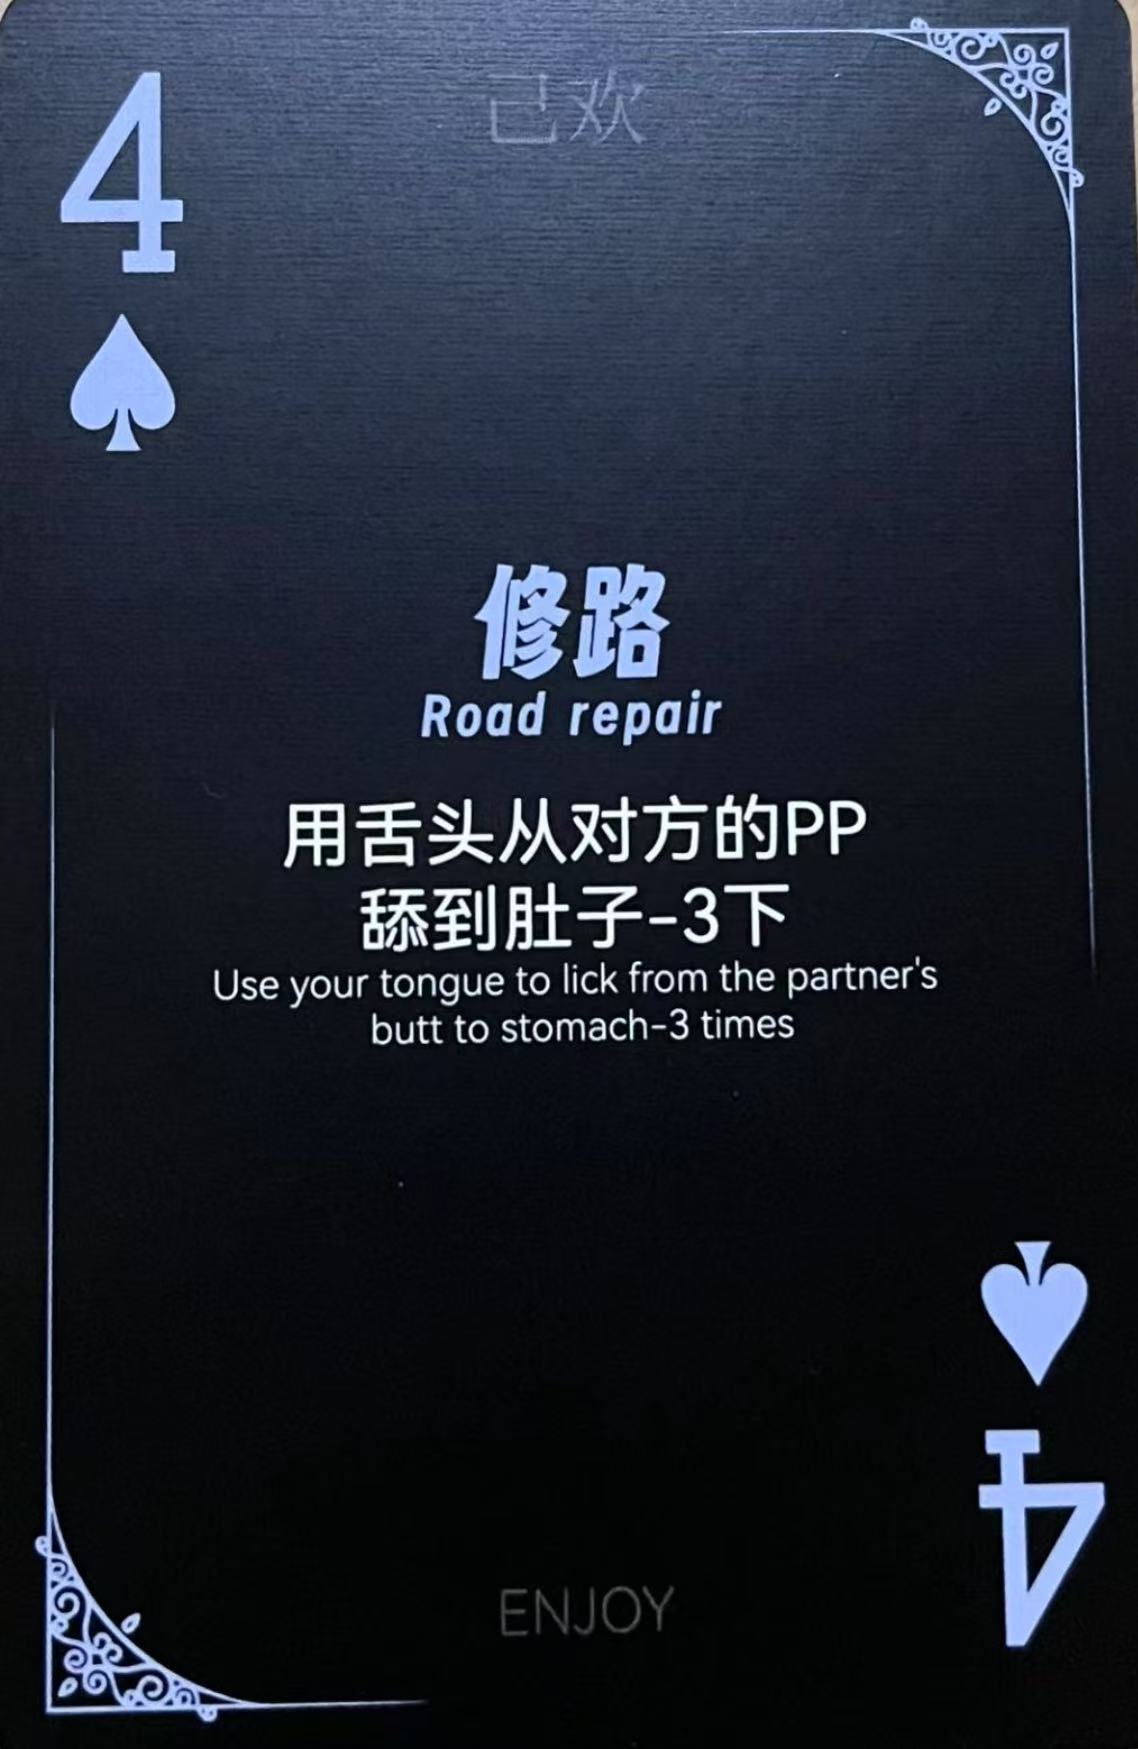 4
己欢
修路
Road repair
用舌头从对方的PP
舔到肚子-3下
Use your tongue to lick from the partner's
butt to stomach-3 times
ENJOY
4